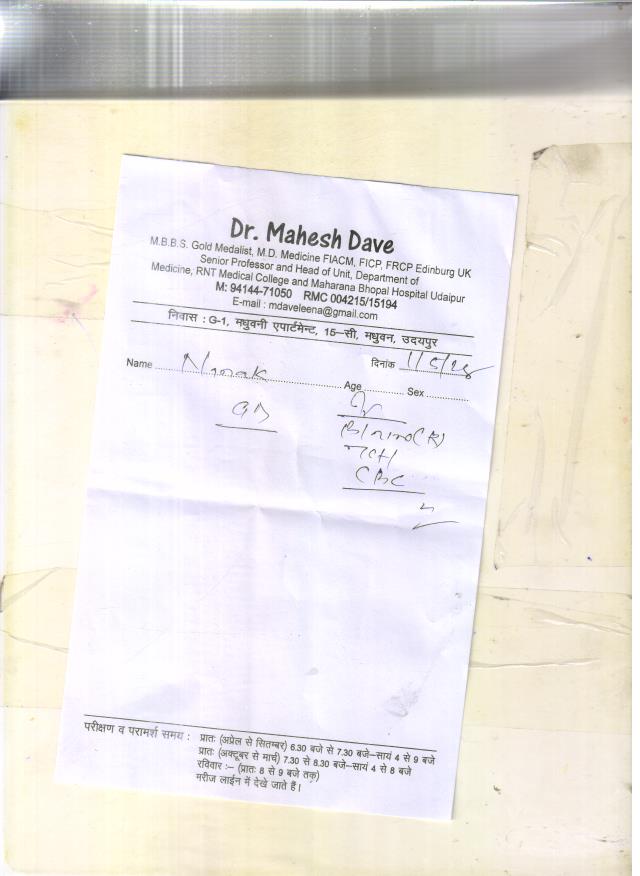 Dr. Mahesh Dave
M.B.B.S. Gold Medalist, M.D. Medicine FIACM, FICP, FRCP Edinburg UK
Senior Professor and Head of Unit, Department of
Medicine, RNT Medical College and Maharana Bhopal Hospital Udaipur
M: 94144-71050 RMC 004215/15194
E-mail : mdaveleena@gmail.com
निवास : G-1, मधुवनी एपार्टमेन्ट, 15-सी, मधुवन, उदयपुर
Name दिनांक
Age Sex
CBC
परीक्षण व परामर्श समय : प्रातः (अप्रेल से सितम्बर) 6.30 बजे से 7.30 बजे–सायं 4 से 9 बजे
प्रातः (अक्टूबर से मार्च) 7.30 से 8.30 बजे–सायं 4 से 8 बजे
रविवार :– (प्रातः 8 से 9 बजे तक)
मरीज लाईन में देखे जाते हैं।